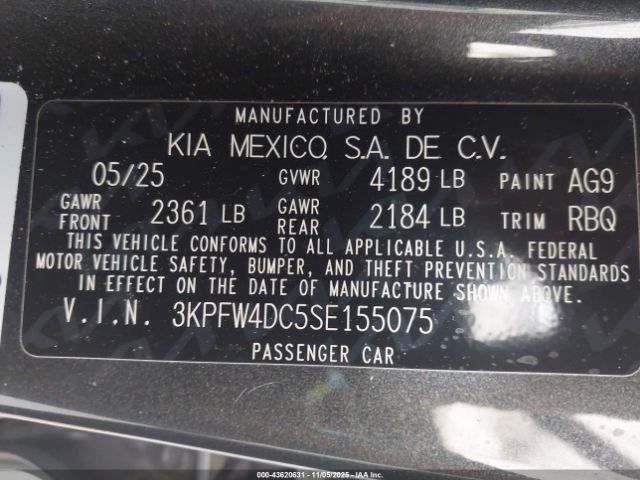 MANUFACTURED BY
KIA MEXICO, S.A. DE C.V.
05/25 GVWR 4189 LB PAINT AG9
GAWR FRONT 2361 LB GAWR REAR 2184 LB TRIM RBQ
THIS VEHICLE CONFORMS TO ALL APPLICABLE U.S.A. FEDERAL
MOTOR VEHICLE SAFETY, BUMPER, AND THEFT PREVENTION STANDARDS
IN EFFECT ON THE DATE OF MANUFACTURE SHOWN ABOVE.
V.I.N. 3KPFW4DC5SE155075
PASSENGER CAR
000-43620631 - 11/05/2025 - IAA